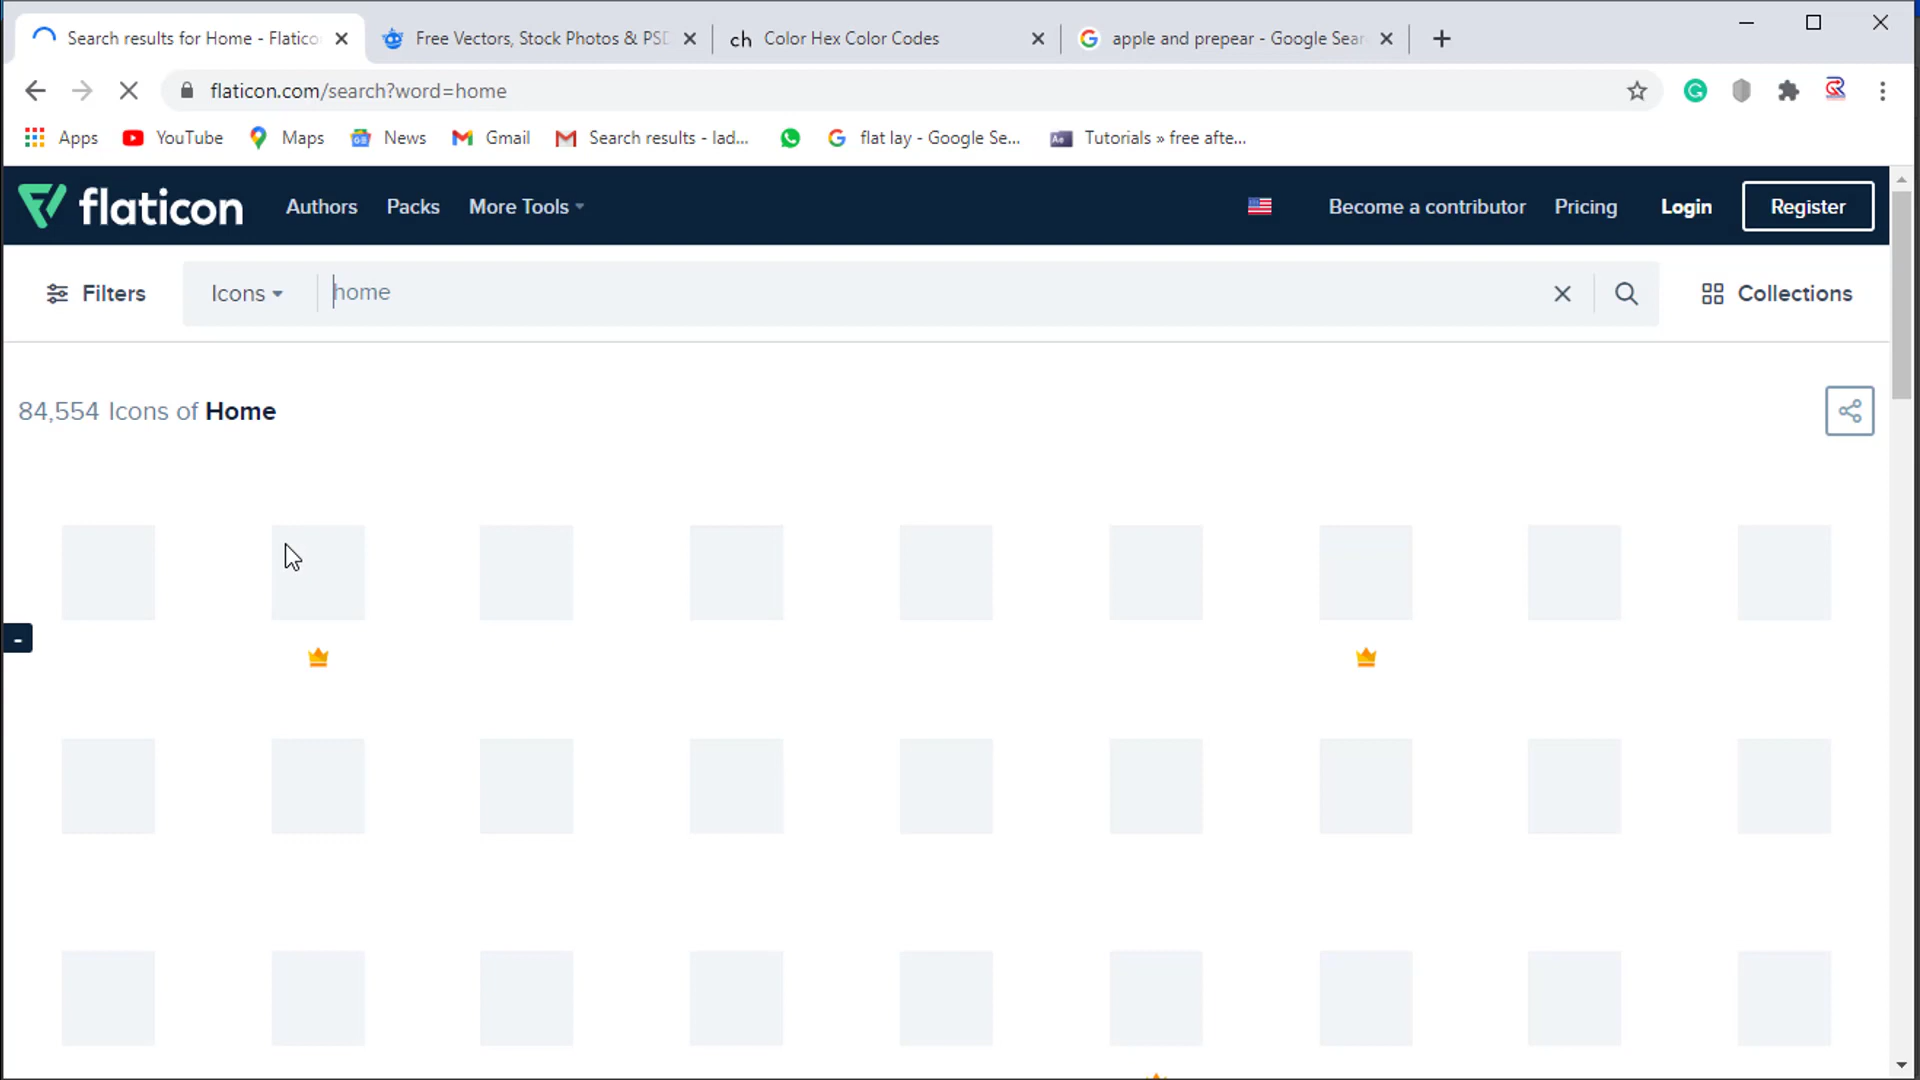 Search results for Home - Flatico
Free Vectors, Stock Photos & PSD
ch Color Hex Color Codes
apple and prepear - Google Sear
flaticon.com/search?word=home
Apps YouTube Maps News Gmail Search results - lad... flat lay - Google Se... Ae Tutorials » free afte...
flaticon Authors Packs More Tools Become a contributor Pricing Login Register
Filters Icons home Collections
84,554 Icons of Home
-